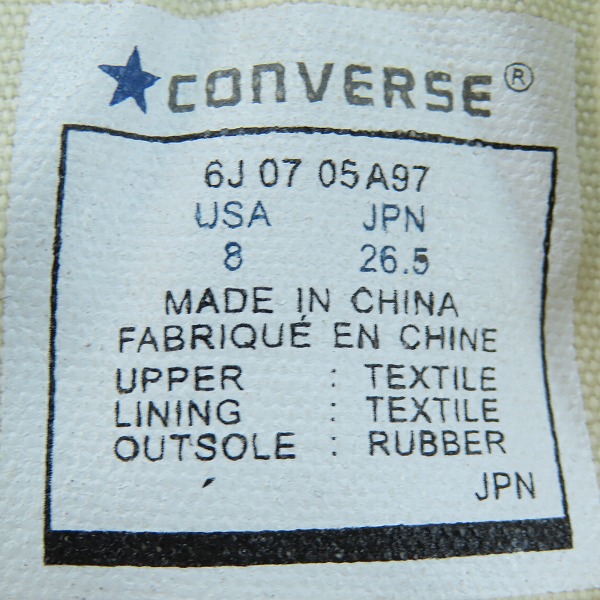 ★CONVERSE®
6J 07 05A97
USA JPN
8 26.5
MADE IN CHINA
FABRIQUÉ EN CHINE
UPPER : TEXTILE
LINING : TEXTILE
OUTSOLE : RUBBER
JPN